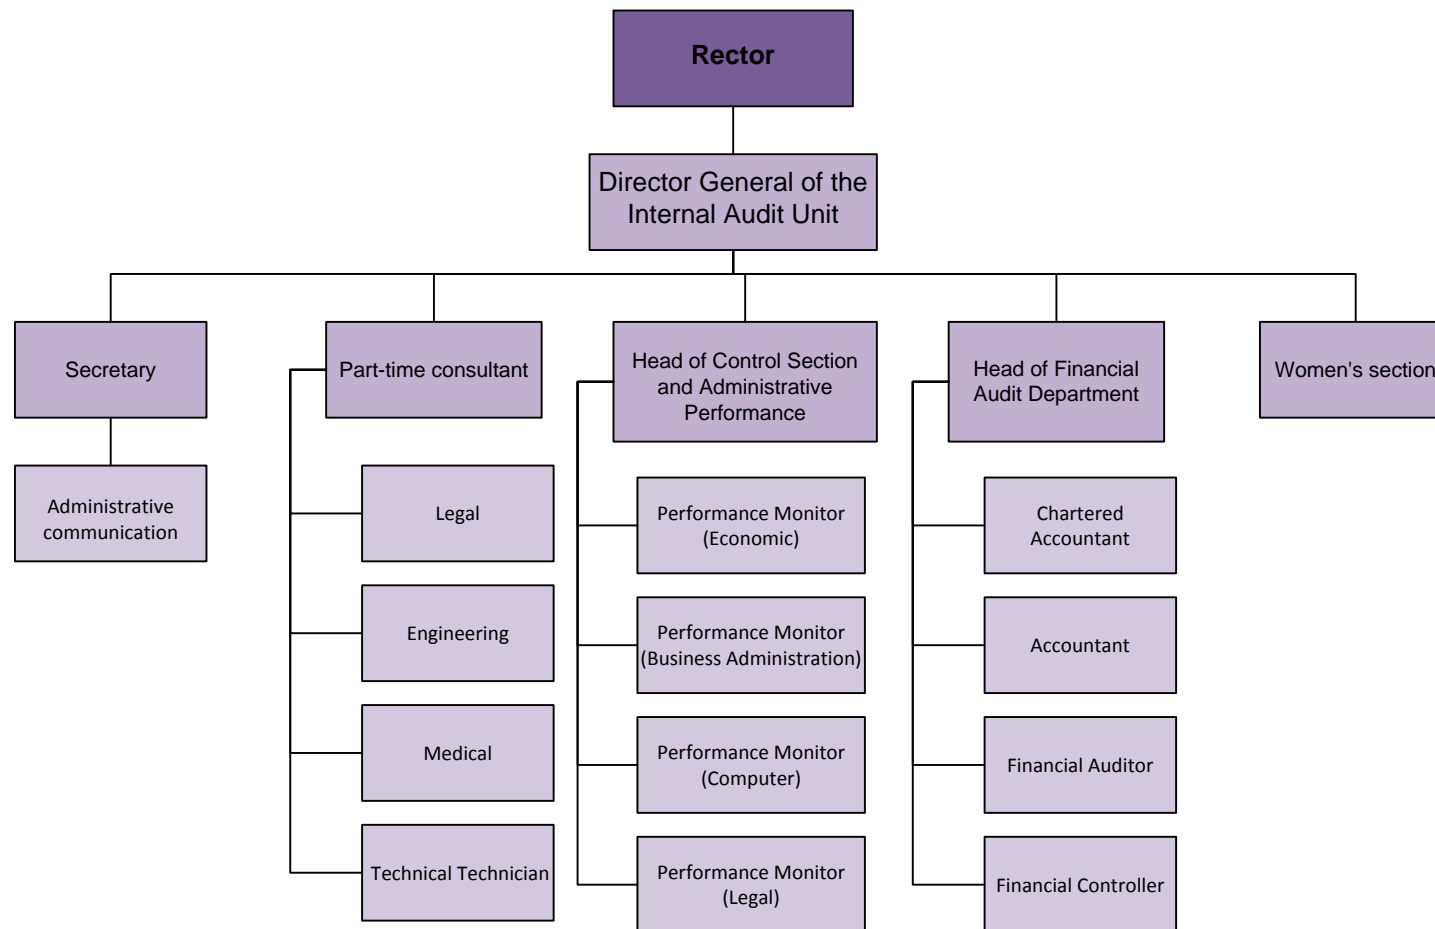 Rector
Director General of the
Internal Audit Unit
Secretary
Part-time consultant
Head of Control Section
and Administrative
Performance
Head of Financial
Audit Department
Women's section
Administrative
communication
Legal
Engineering
Medical
Technical Technician
Performance Monitor
(Economic)
Performance Monitor
(Business Administration)
Performance Monitor
(Computer)
Performance Monitor
(Legal)
Chartered
Accountant
Accountant
Financial Auditor
Financial Controller